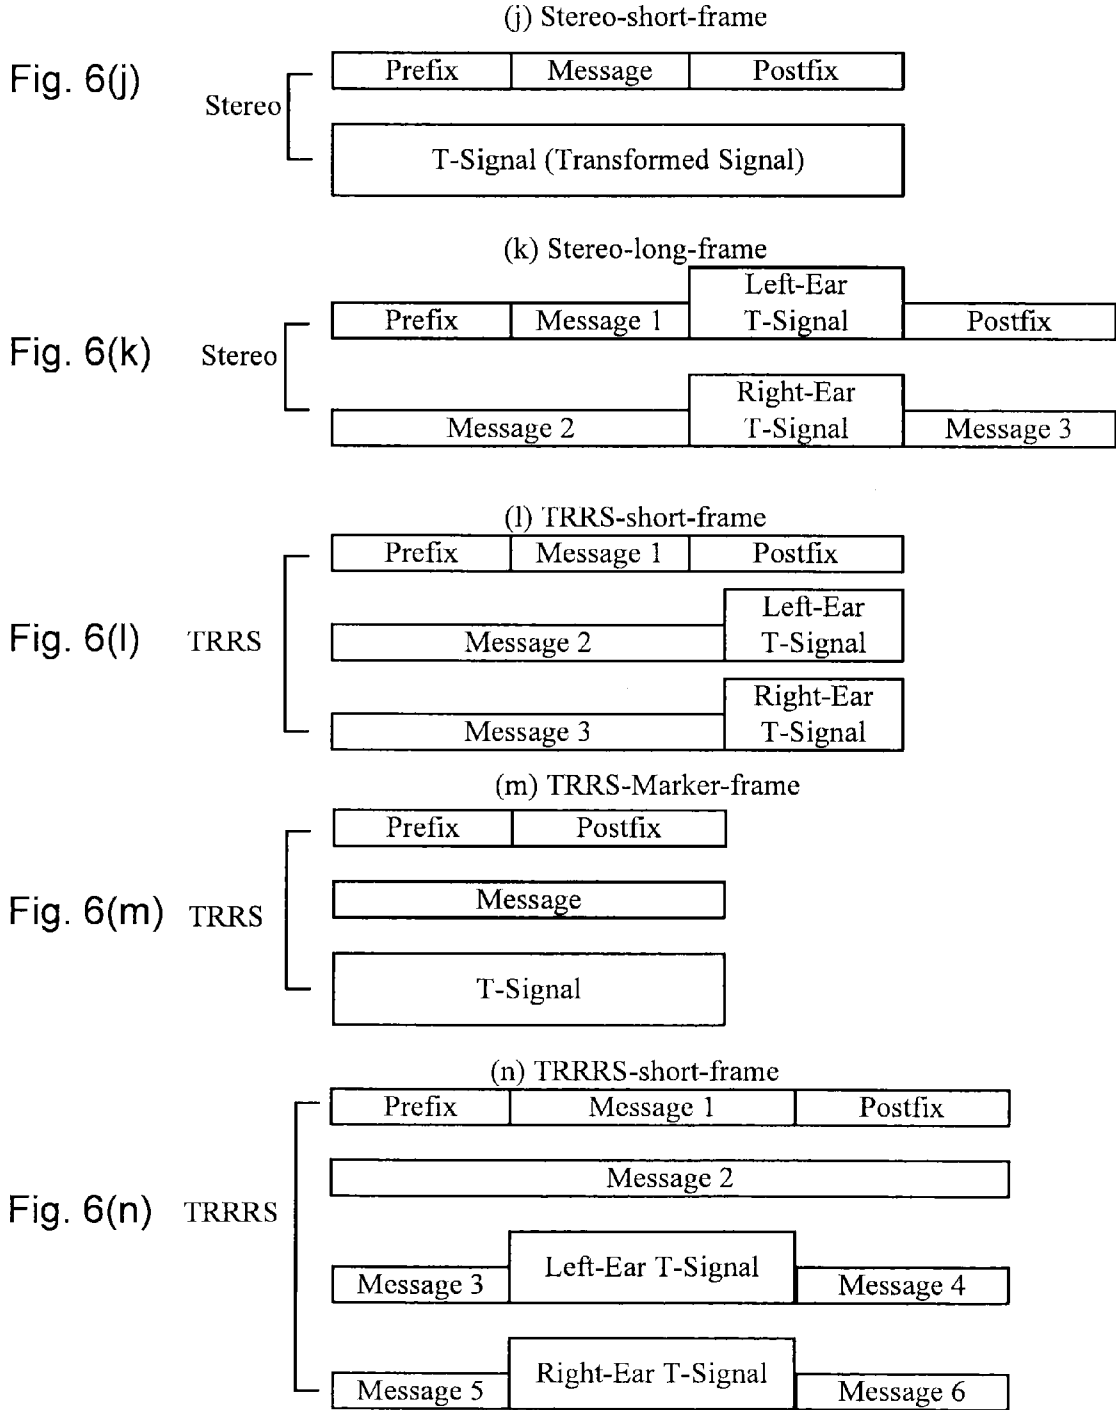 (j) Stereo-short-frame
Fig. 6(j)
Stereo
Prefix
Message
Postfix
T-Signal (Transformed Signal)
(k) Stereo-long-frame
Fig. 6(k)
Stereo
Prefix
Message 1
Left-Ear
T-Signal
Postfix
Message 2
Right-Ear
T-Signal
Message 3
(l) TRRS-short-frame
Fig. 6(l)
TRRS
Prefix
Message 1
Postfix
Message 2
Left-Ear
T-Signal
Message 3
Right-Ear
T-Signal
(m) TRRS-Marker-frame
Fig. 6(m)
TRRS
Prefix
Postfix
Message
T-Signal
(n) TRRRS-short-frame
Fig. 6(n)
TRRRS
Prefix
Message 1
Postfix
Message 2
Message 3
Left-Ear T-Signal
Message 4
Message 5
Right-Ear T-Signal
Message 6